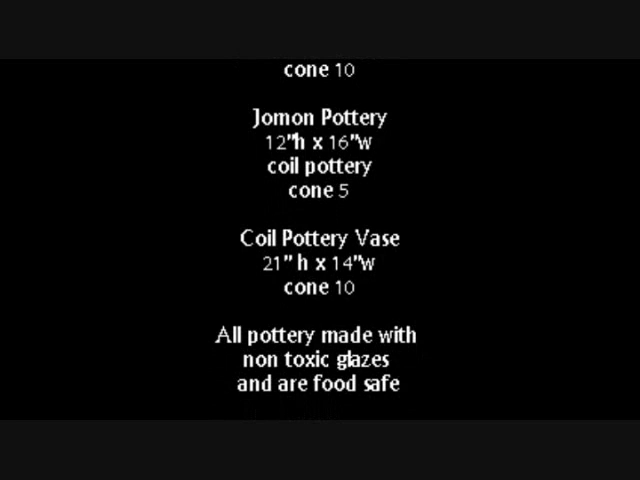 cone 10
Jomon Pottery
12"h x 16"w
coil pottery
cone 5
Coil Pottery Vase
21" h x 14"w
cone 10
All pottery made with
non toxic glazes
and are food safe